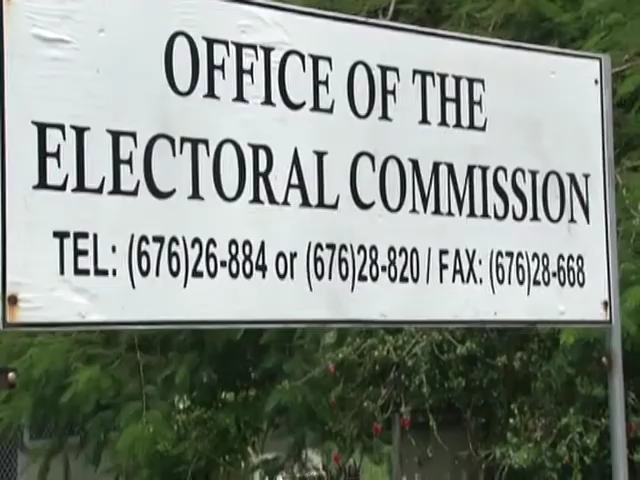 OFFICE OF THE
ELECTORAL COMMISSION
TEL: (676)26-884 or (676)28-820 / FAX: (676)28-668